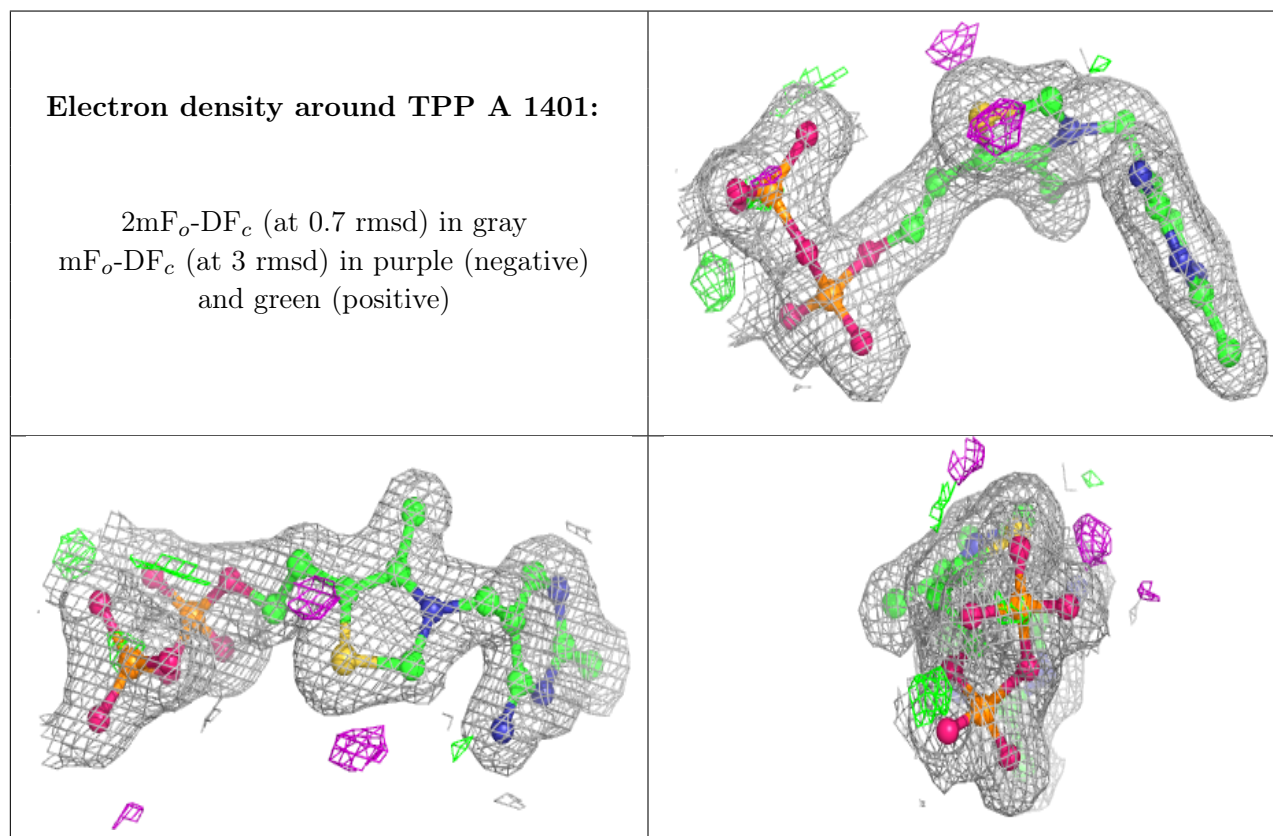 Electron density around TPP A 1401:
2mFₒ-DF𝒸 (at 0.7 rmsd) in gray
mFₒ-DF𝒸 (at 3 rmsd) in purple (negative)
and green (positive)